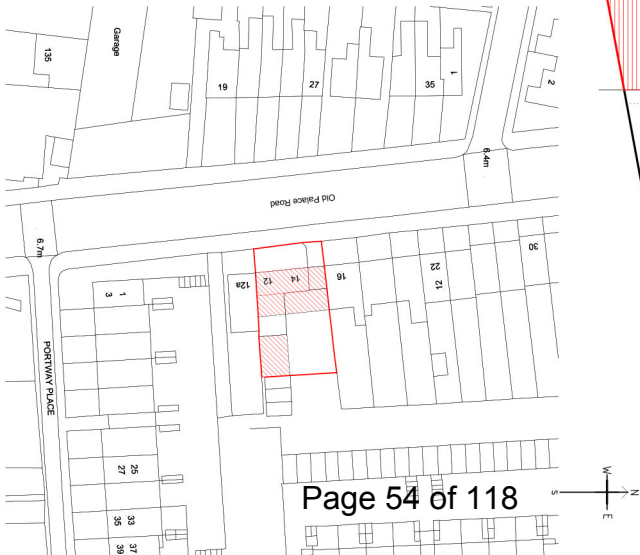 135
Garage
19
27
35
1
2
6.4m
Old Palace Road
6.7m
30
22
12
16
14
12
12a
1
3
PORTWAY PLACE
25
27
33
35
37
39
Page 54 of 118
W
S
N
E